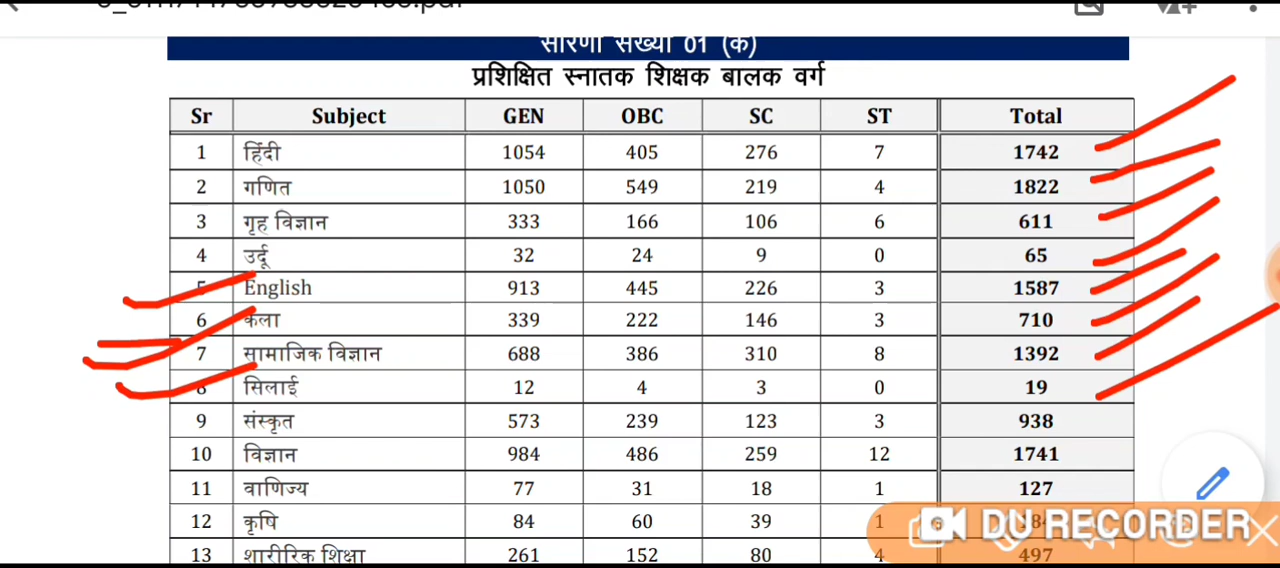 सारणी संख्या 01 (क)
प्रशिक्षित स्नातक शिक्षक बालक वर्ग
Sr Subject GEN OBC SC ST Total
1 हिंदी 1054 405 276 7 1742
2 गणित 1050 549 219 4 1822
3 गृह विज्ञान 333 166 106 6 611
4 उर्दू 32 24 9 0 65
5 English 913 445 226 3 1587
6 कला 339 222 146 3 710
7 सामाजिक विज्ञान 688 386 310 8 1392
8 सिलाई 12 4 3 0 19
9 संस्कृत 573 239 123 3 938
10 विज्ञान 984 486 259 12 1741
11 वाणिज्य 77 31 18 1 127
12 कृषि 84 60 39 1
DU RECORDER
13 शारीरिक शिक्षा 261 152 80 4 497